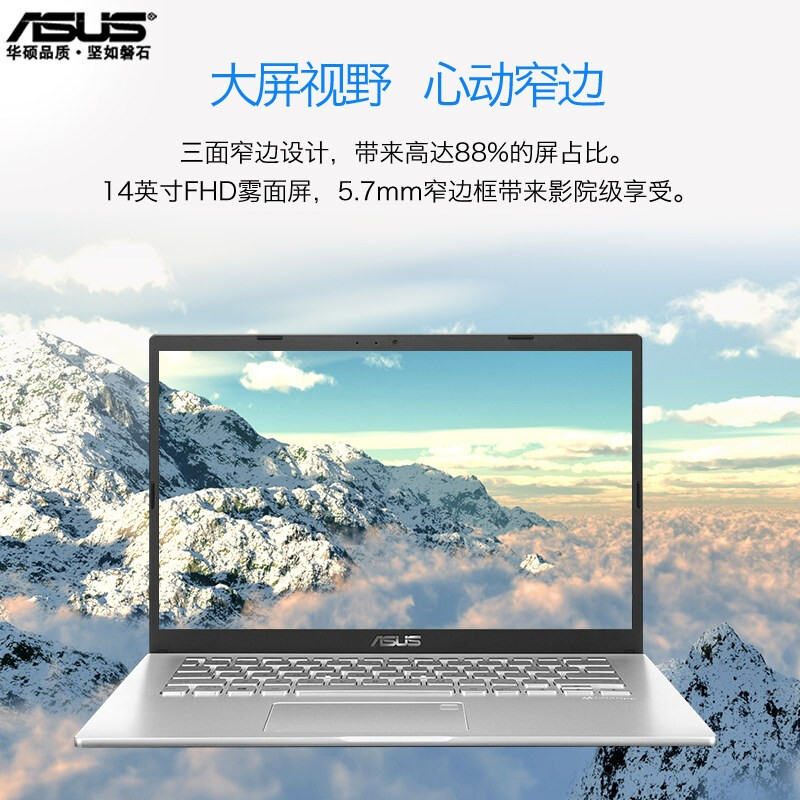 ASUS
华硕品质·坚如磐石
大屏视野 心动窄边
三面窄边设计，带来高达88%的屏占比。
14英寸FHD雾面屏，5.7mm窄边框带来影院级享受。
ASUS